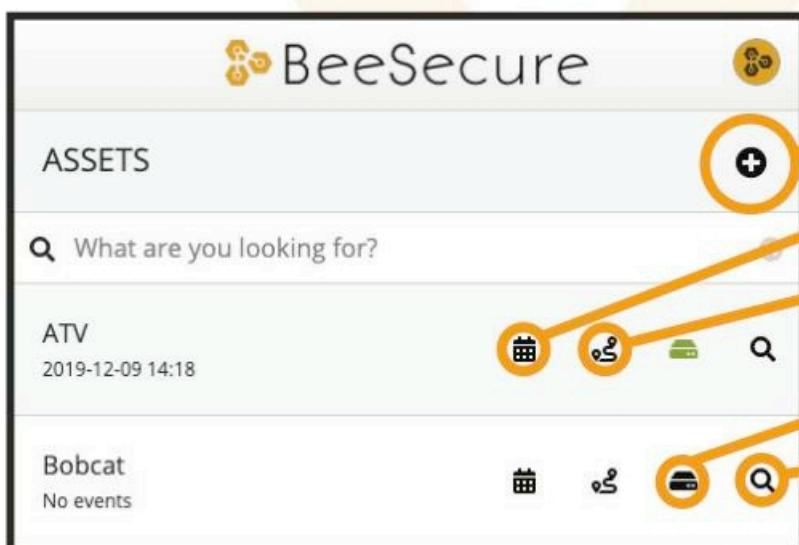 BeeSecure
ASSETS
What are you looking for?
ATV
2019-12-09 14:18
Bobcat
No events